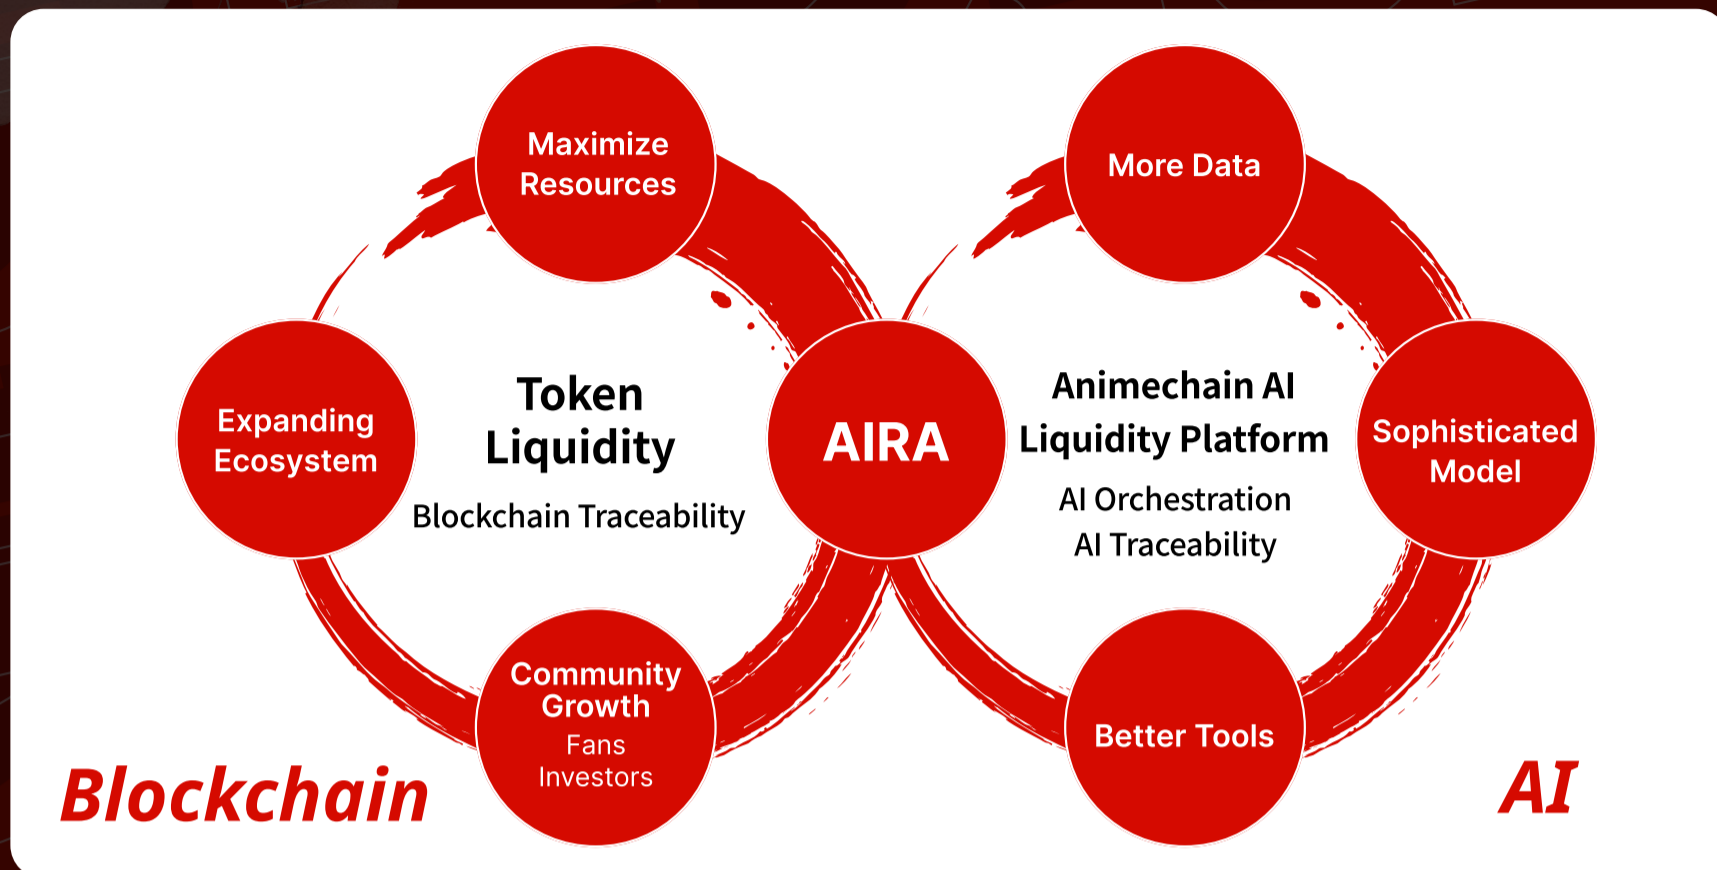 Maximize
Resources
More Data
Expanding
Ecosystem
Token
Liquidity
Blockchain Traceability
AIRA
Animechain AI
Liquidity Platform
AI Orchestration
AI Traceability
Sophisticated
Model
Community
Growth
Fans
Investors
Better Tools
Blockchain
AI